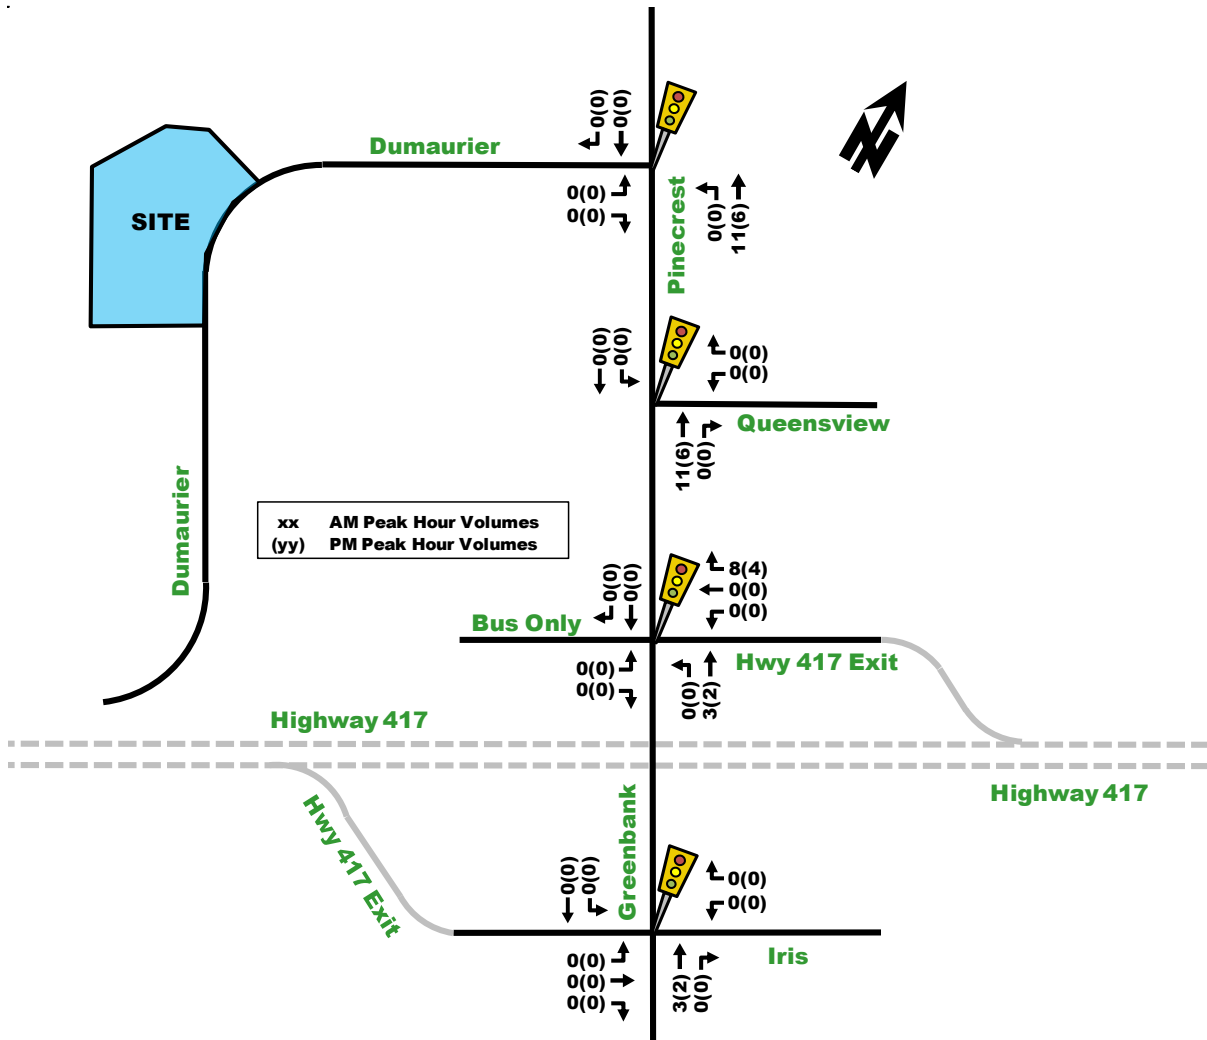 0(0)
0(0)
Dumaurier
0(0)
0(0)
SITE
Pinecrest
0(0)
11(6)
0(0)
0(0)
0(0)
0(0)
Queensview
11(6)
0(0)
Dumaurier
xx AM Peak Hour Volumes
(yy) PM Peak Hour Volumes
0(0)
0(0)
8(4)
0(0)
0(0)
Bus Only
Hwy 417 Exit
0(0)
0(0)
0(0)
3(2)
Highway 417
Highway 417
Hwy 417 Exit
Greenbank
0(0)
0(0)
0(0)
0(0)
Iris
0(0)
0(0)
0(0)
3(2)
0(0)